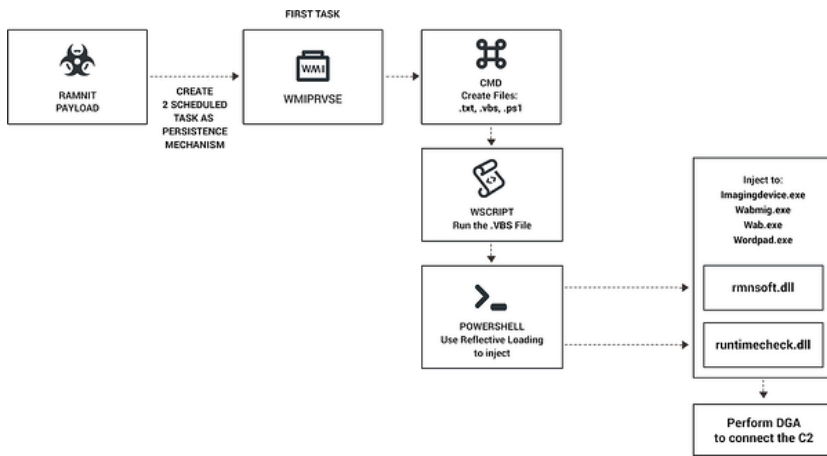 FIRST TASK
RAMNIT
PAYLOAD
CREATE
2 SCHEDULED
TASK AS
PERSISTENCE
MECHANISM
WMI
WMIPRVSE
CMD
Create Files:
.txt, .vbs, .ps1
WSCRIPT
Run the .VBS File
POWERSHELL
Use Reflective Loading
to inject
Inject to:
Imagingdevice.exe
Wabmig.exe
Wab.exe
Wordpad.exe
rmnsoft.dll
runtimecheck.dll
Perform DGA
to connect the C2